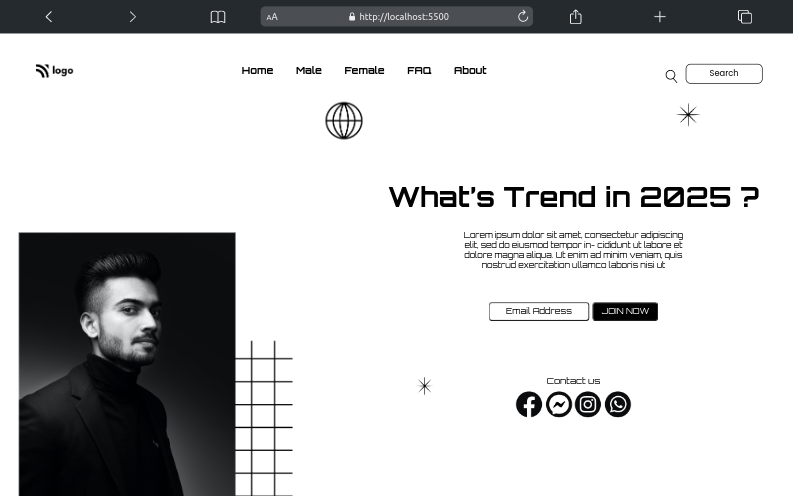 AA http://localhost:5500
logo Home Male Female FAQ About Search
What's Trend in 2025 ?
Lorem ipsum dolor sit amet, consectetur adipiscing
elit, sed do eiusmod tempor in- cididunt ut labore et
dolore magna aliqua. Ut enim ad minim veniam, quis
nostrud exercitation ullamco laboris nisi ut
Email Address JOIN NOW
Contact us